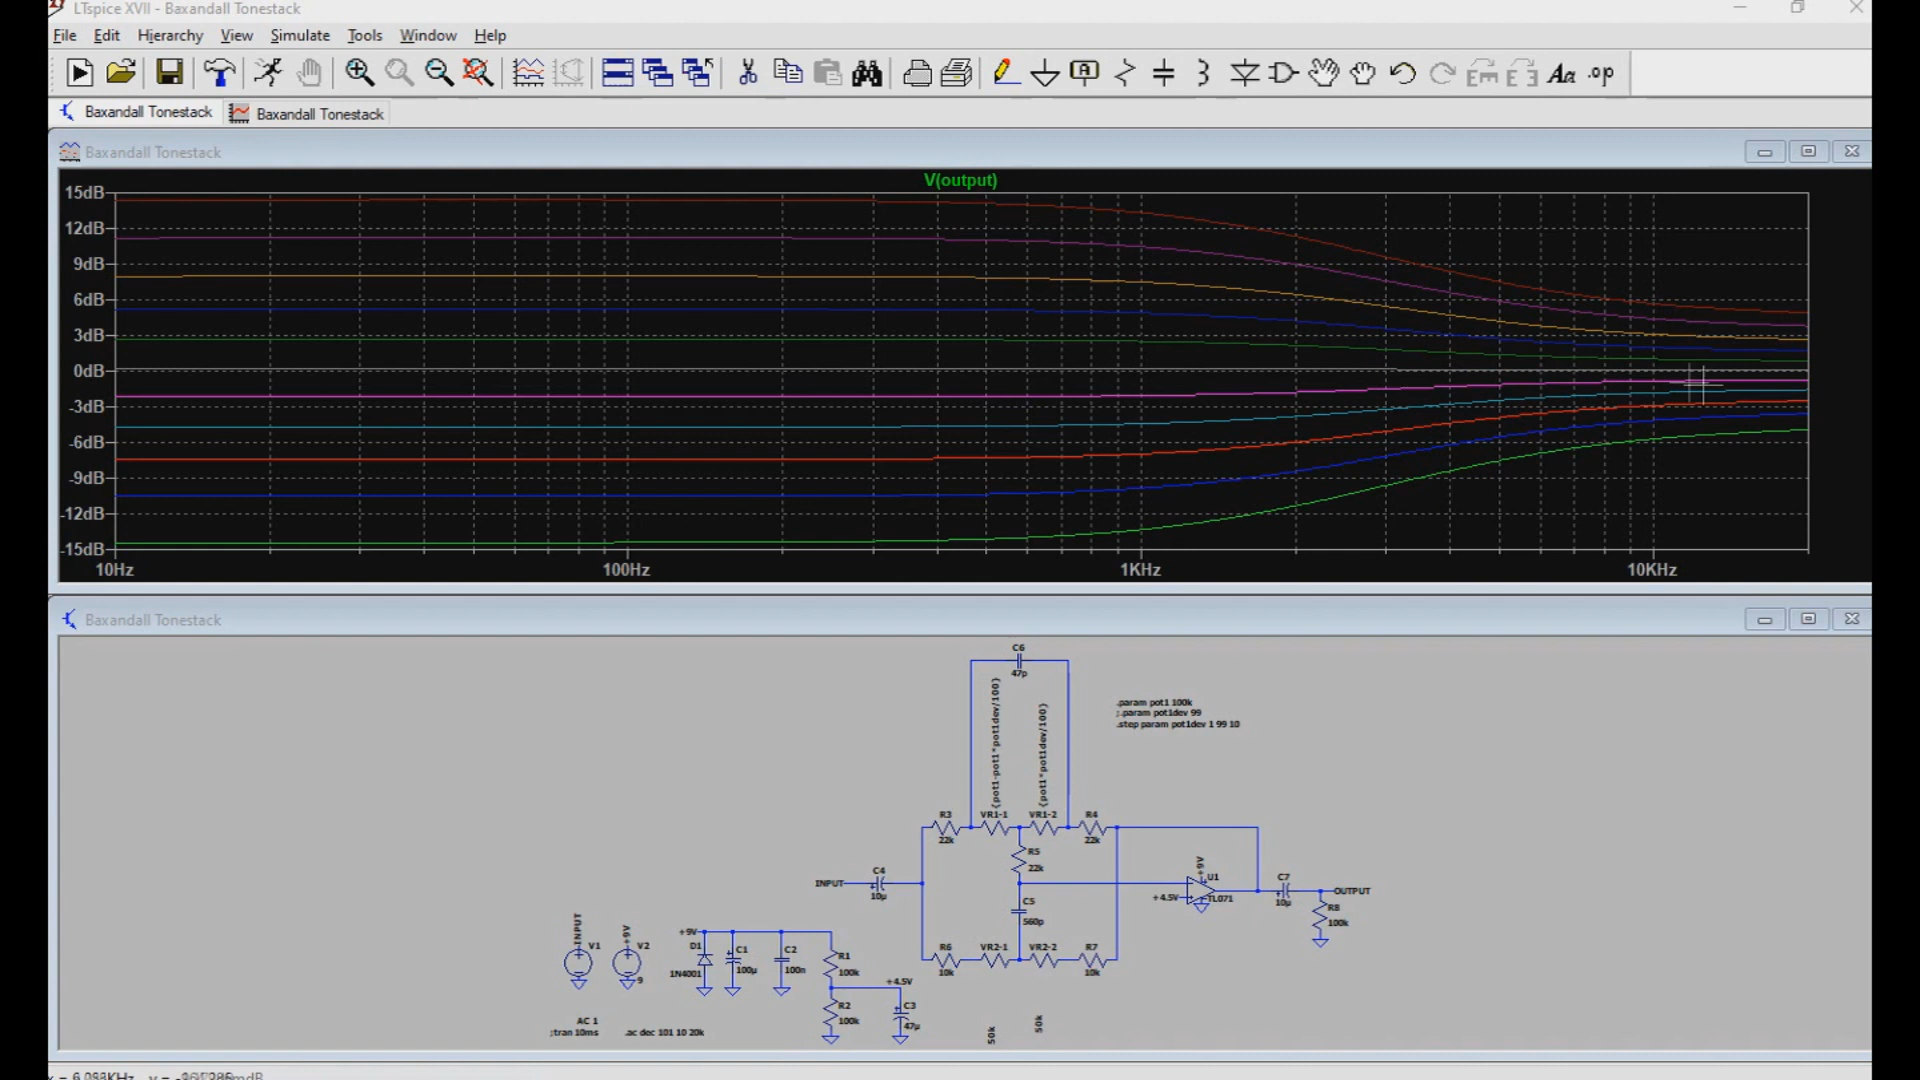 LTspice XVII - Baxandall Tonestack
File Edit Hierarchy View Simulate Tools Window Help
A Aa .op
Baxandall Tonestack Baxandall Tonestack
Baxandall Tonestack
V(output)
15dB
12dB
9dB
6dB
3dB
0dB
-3dB
-6dB
-9dB
-12dB
-15dB
10Hz 100Hz 1KHz 10KHz
Baxandall Tonestack
C6
47p
.param pot1 100k
;.param pot1dev 99
.step param pot1dev 1 99 10
{pot1-pot1*pot1dev/100}
{pot1*pot1dev/100}
R3 VR1-1 VR1-2 R4
22k 22k
R5
22k
C4
INPUT
10µ
+9V
U1
TL071
+4.5V
C7
10µ
OUTPUT
R8
100k
C5
560p
R6 VR2-1 VR2-2 R7
10k 10k
INPUT
V1
+9V
V2
9
+9V
D1
1N4001
C1
100µ
C2
100n
R1
100k
+4.5V
R2
100k
C3
47µ
AC 1
;tran 10ms .ac dec 101 10 20k
50k
50k